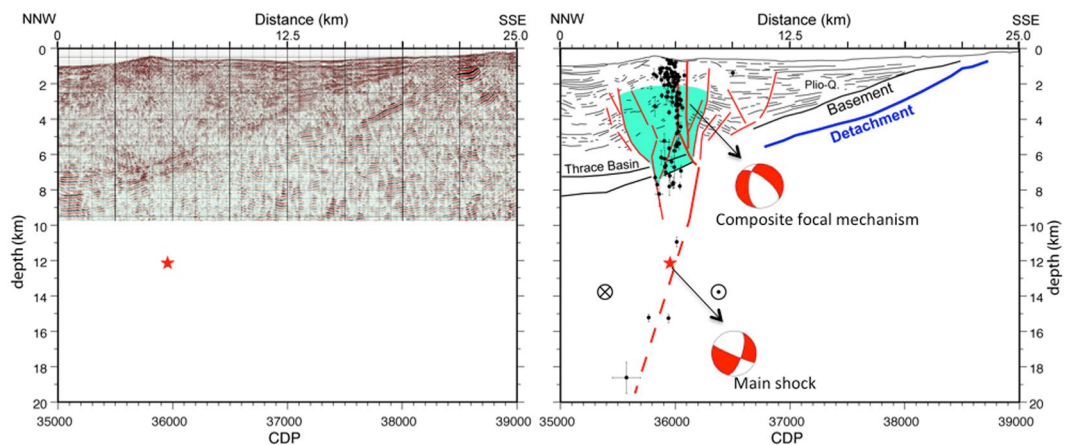 NNW Distance (km) SSE
0 12.5 25.0
0
2
4
6
8
10
12
14
16
18
20
depth (km)
35000 36000 37000 38000 39000
CDP
NNW Distance (km) SSE
0 12.5 25.0
0
2
4
6
8
10
12
14
16
18
20
depth (km)
Plio-Q.
Basement
Detachment
Thrace Basin
Composite focal mechanism
Main shock
35000 36000 37000 38000 39000
CDP